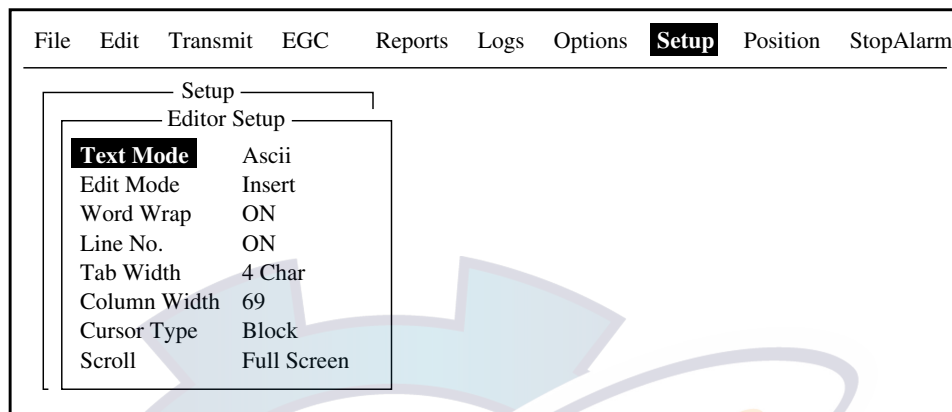 File Edit Transmit EGC Reports Logs Options Setup Position StopAlarm
Setup
Editor Setup
Text Mode Ascii
Edit Mode Insert
Word Wrap ON
Line No. ON
Tab Width 4 Char
Column Width 69
Cursor Type Block
Scroll Full Screen